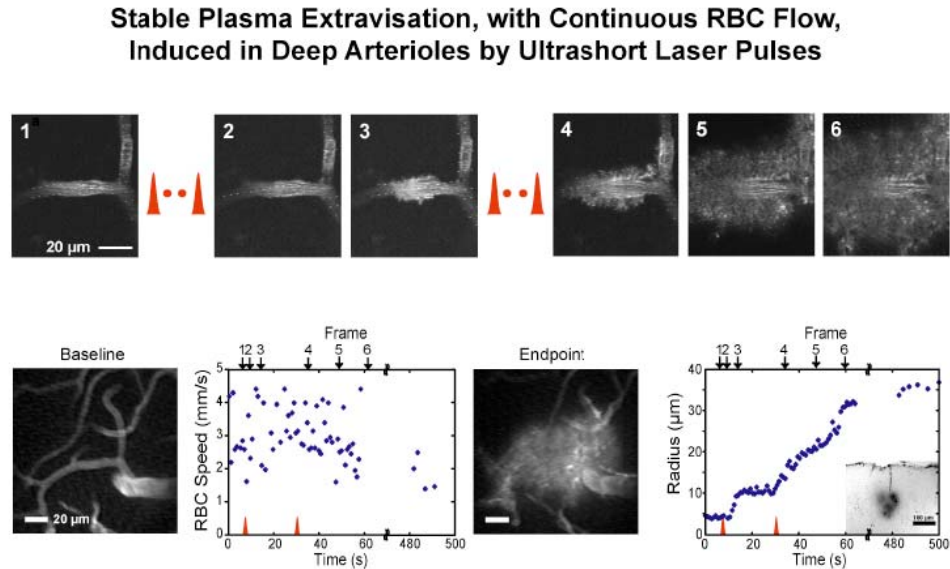 Stable Plasma Extravisation, with Continuous RBC Flow,
Induced in Deep Arterioles by Ultrashort Laser Pulses
1 a
2
3
4
5
6
20 µm
Baseline
20 µm
Frame
1 2 3 4 5 6
RBC Speed (mm/s)
5
4
3
2
1
0
0 20 40 60 480 500
Time (s)
Endpoint
Frame
1 2 3 4 5 6
Radius (µm)
40
30
20
10
0
0 20 40 60 480 500
Time (s)
100 µm